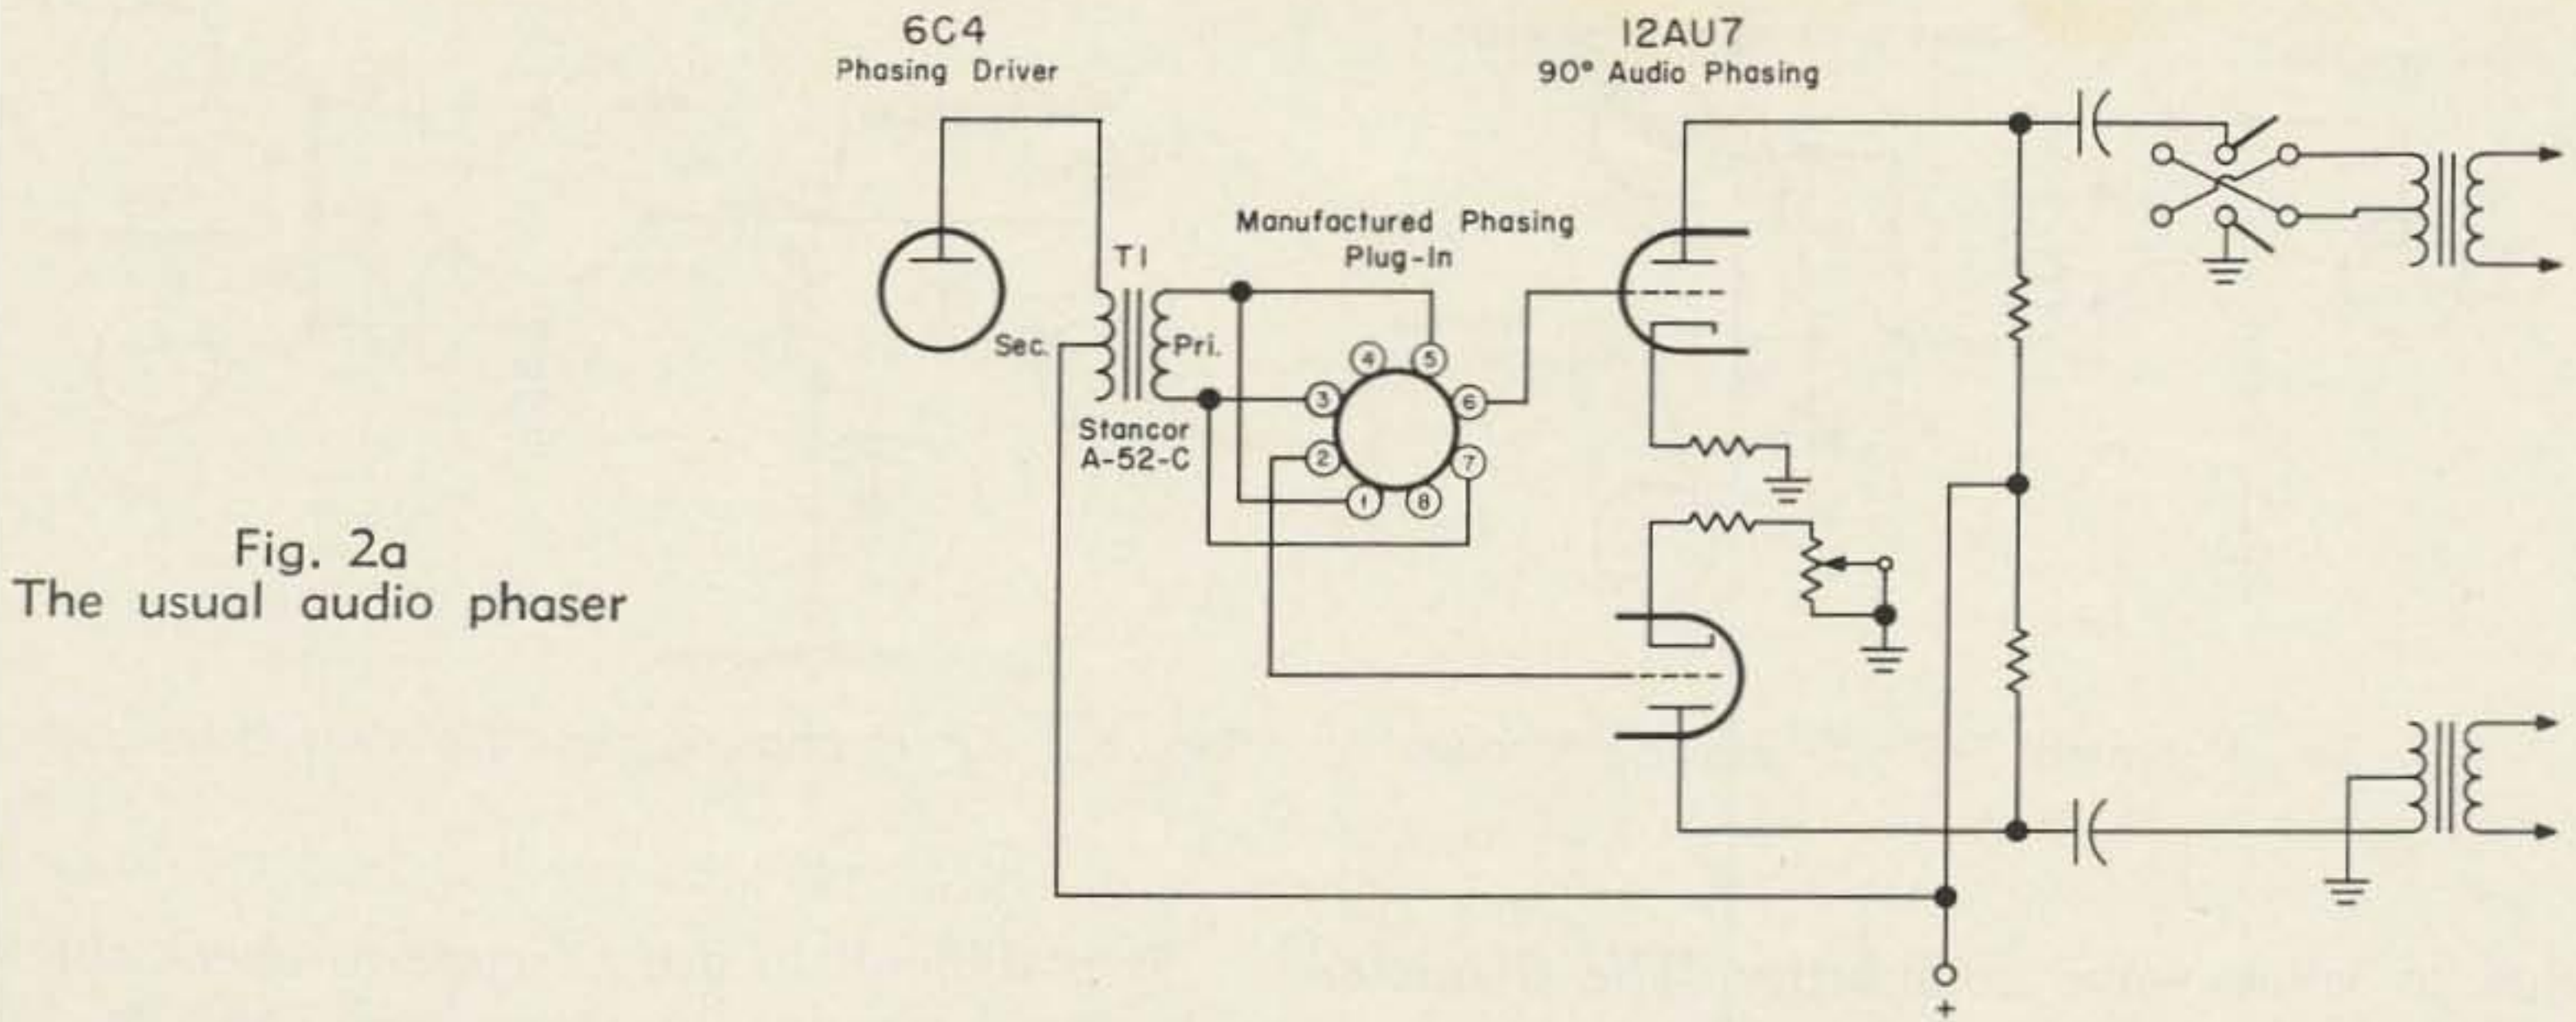 6C4
Phasing Driver
12AU7
90° Audio Phasing
Manufactured Phasing
Plug-In
T1
Sec.
Pri.
Stancor
A-52-C
4
5
3
6
2
7
1
8
Fig. 2a
The usual audio phaser
+